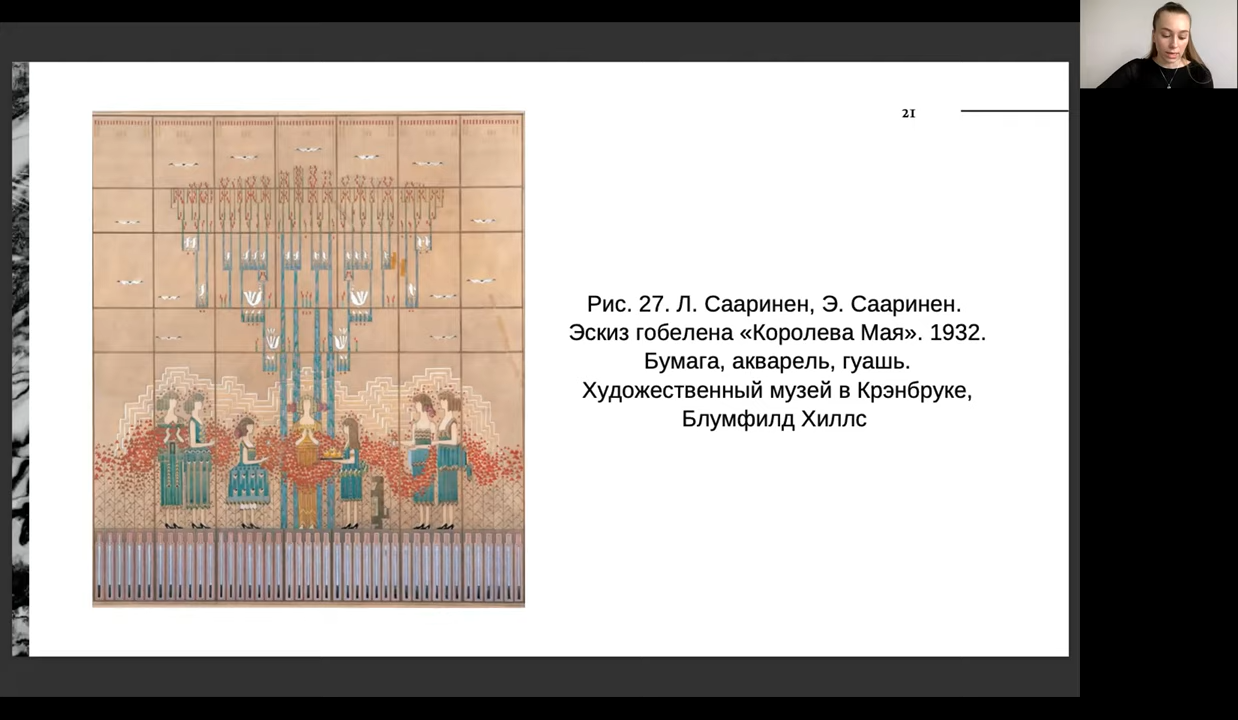 21
Рис. 27. Л. Сааринен, Э. Сааринен.
Эскиз гобелена «Королева Мая». 1932.
Бумага, акварель, гуашь.
Художественный музей в Крэнбруке,
Блумфилд Хиллс